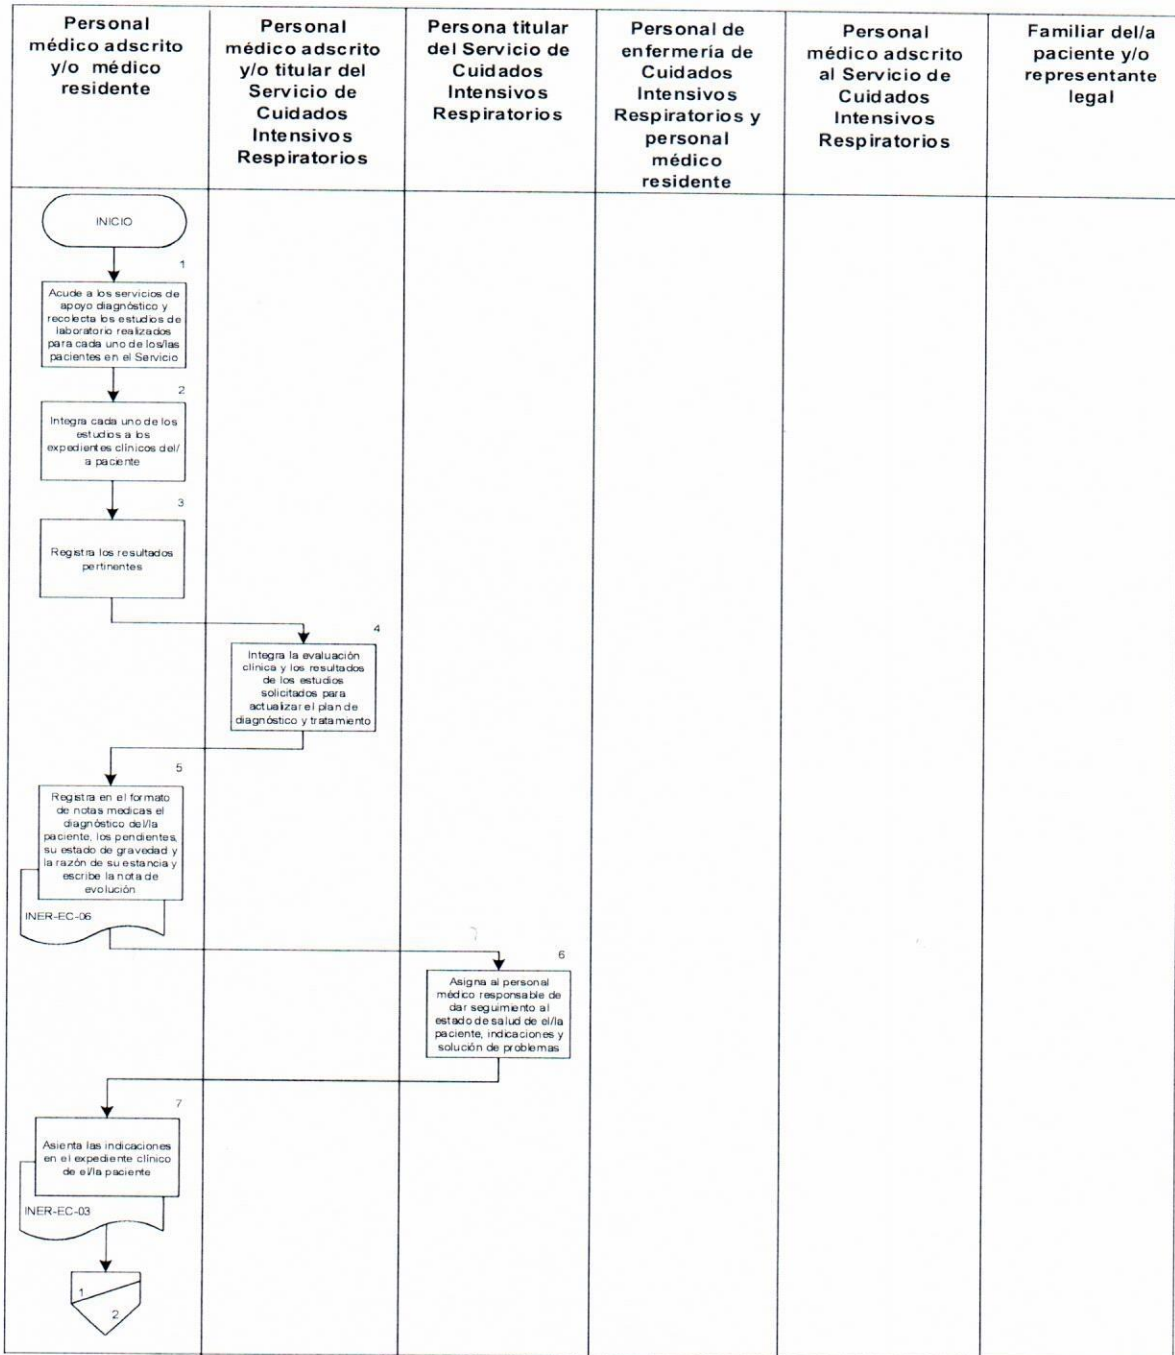 Personal
médico adscrito
y/o médico
residente
Personal
médico adscrito
y/o titular del
Servicio de
Cuidados
Intensivos
Respiratorios
Persona titular
del Servicio de
Cuidados
Intensivos
Respiratorios
Personal de
enfermería de
Cuidados
Intensivos
Respiratorios y
personal
médico
residente
Personal
médico adscrito
al Servicio de
Cuidados
Intensivos
Respiratorios
Familiar del/a
paciente y/o
representante
legal
INICIO
1
Acude a los servicios de
apoyo diagnóstico y
recolecta los estudios de
laboratorio realizados
para cada uno de los/las
pacientes en el Servicio
2
Integra cada uno de los
estudios a los
expedientes clínicos del/
a paciente
3
Registra los resultados
pertinentes
4
Integra la evaluación
clínica y los resultados
de los estudios
solicitados para
actualizar el plan de
diagnóstico y tratamiento
5
Registra en el formato
de notas medicas el
diagnóstico del/la
paciente, los pendientes,
su estado de gravedad y
la razón de su estancia y
escribe la nota de
evolución
INER-EC-06
6
Asigna al personal
médico responsable de
dar seguimiento al
estado de salud de el/la
paciente, indicaciones y
solución de problemas
7
Asienta las indicaciones
en el expediente clínico
de el/la paciente
INER-EC-03
1
2